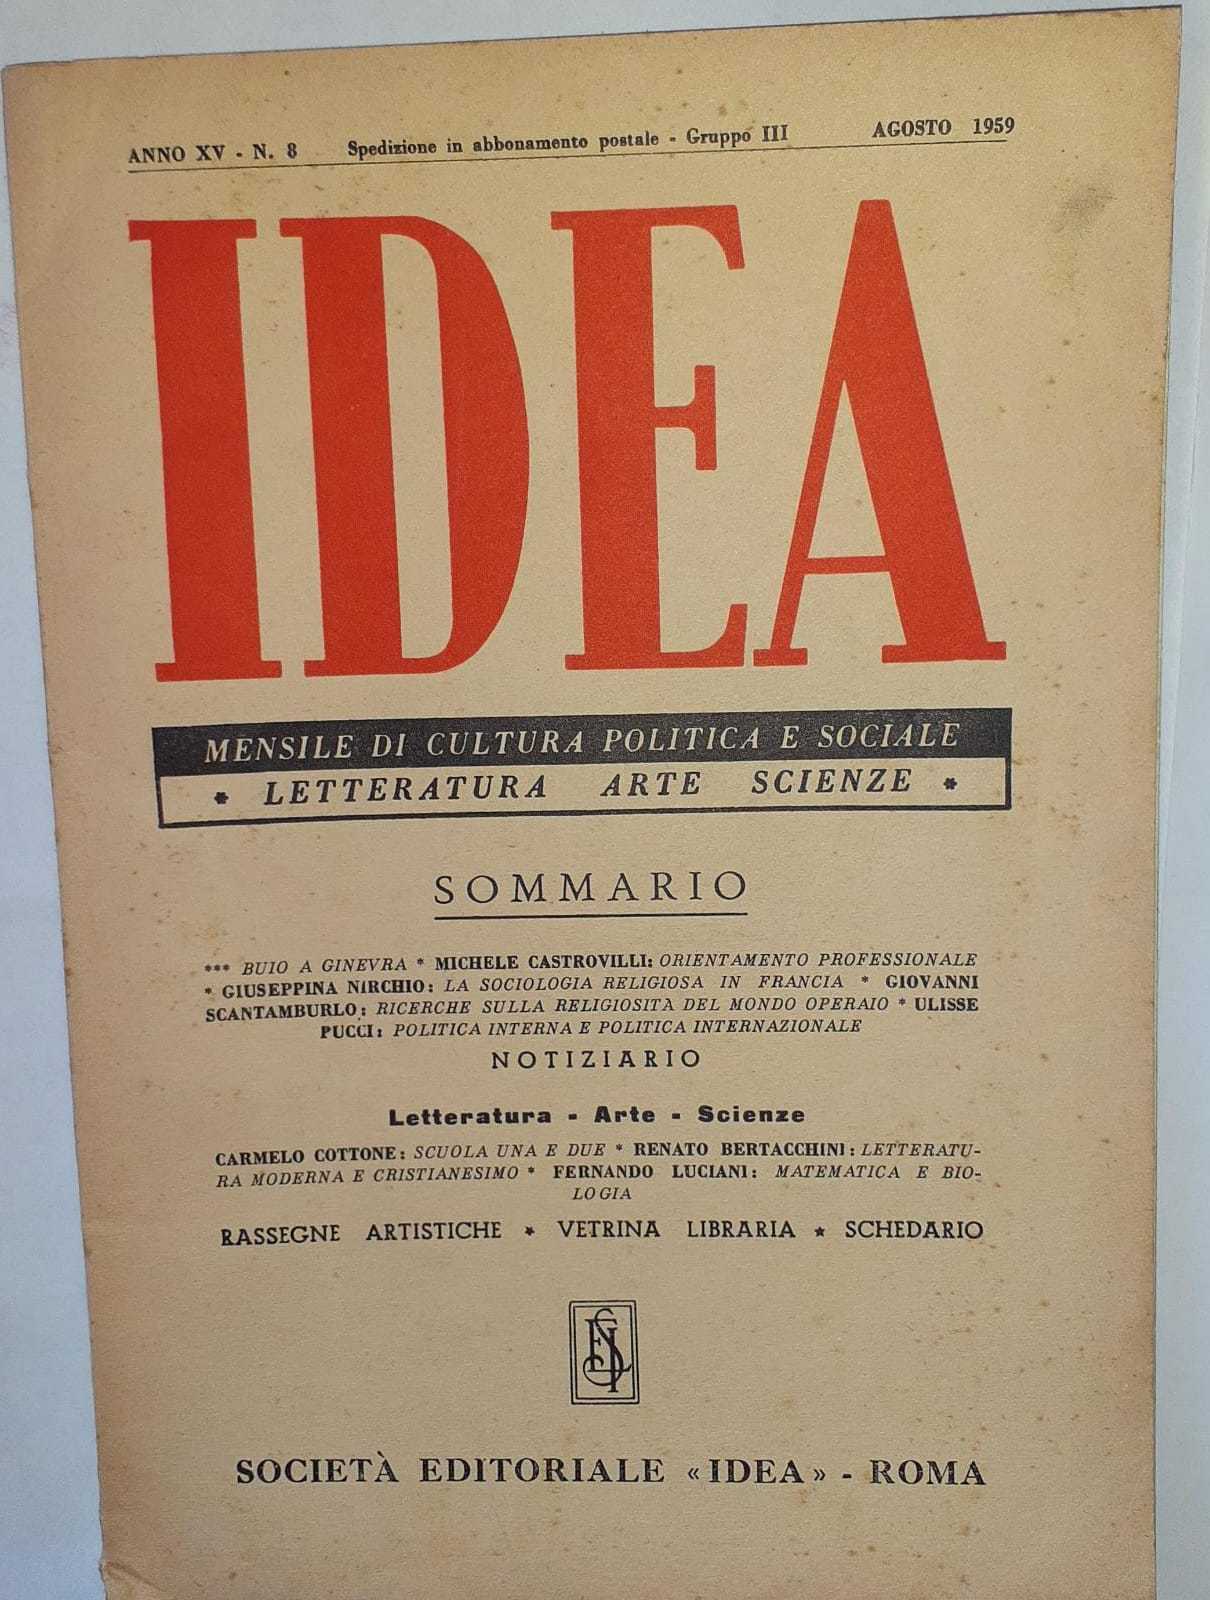 ANNO XV - N. 8 Spedizione in abbonamento postale - Gruppo III AGOSTO 1959
IDEA
MENSILE DI CULTURA POLITICA E SOCIALE
* LETTERATURA ARTE SCIENZE *
SOMMARIO
*** BUIO A GINEVRA * MICHELE CASTROVILLI: ORIENTAMENTO PROFESSIONALE
* GIUSEPPINA NIRCHIO: LA SOCIOLOGIA RELIGIOSA IN FRANCIA * GIOVANNI
SCANTAMBURLO: RICERCHE SULLA RELIGIOSITÀ DEL MONDO OPERAIO * ULISSE
PUCCI: POLITICA INTERNA E POLITICA INTERNAZIONALE
NOTIZIARIO
Letteratura - Arte - Scienze
CARMELO COTTONE: SCUOLA UNA E DUE * RENATO BERTACCHINI: LETTERATU-
RA MODERNA E CRISTIANESIMO * FERNANDO LUCIANI: MATEMATICA E BIO-
LOGIA
RASSEGNE ARTISTICHE * VETRINA LIBRARIA * SCHEDARIO
SOCIETÀ EDITORIALE «IDEA» - ROMA